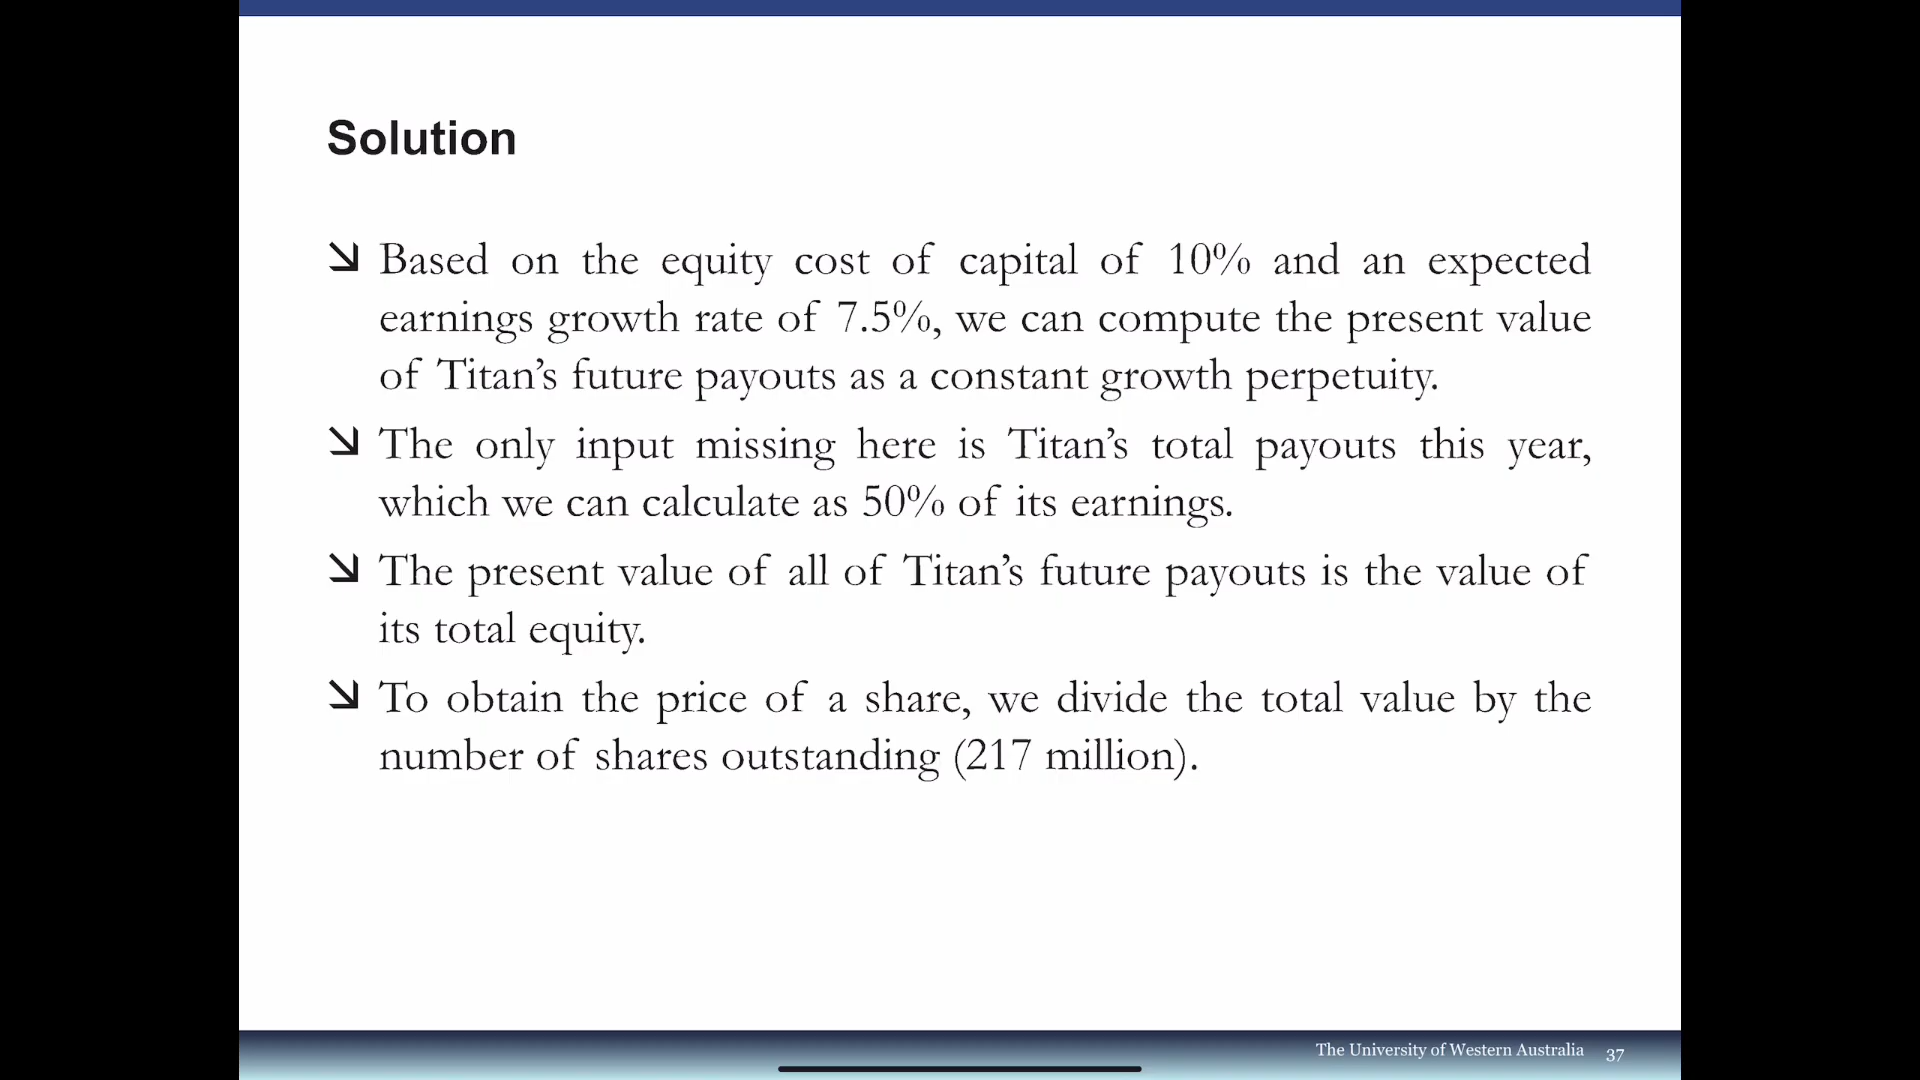 Solution
Based on the equity cost of capital of 10% and an expected
earnings growth rate of 7.5%, we can compute the present value
of Titan’s future payouts as a constant growth perpetuity.
The only input missing here is Titan’s total payouts this year,
which we can calculate as 50% of its earnings.
The present value of all of Titan’s future payouts is the value of
its total equity.
To obtain the price of a share, we divide the total value by the
number of shares outstanding (217 million).
The University of Western Australia 37